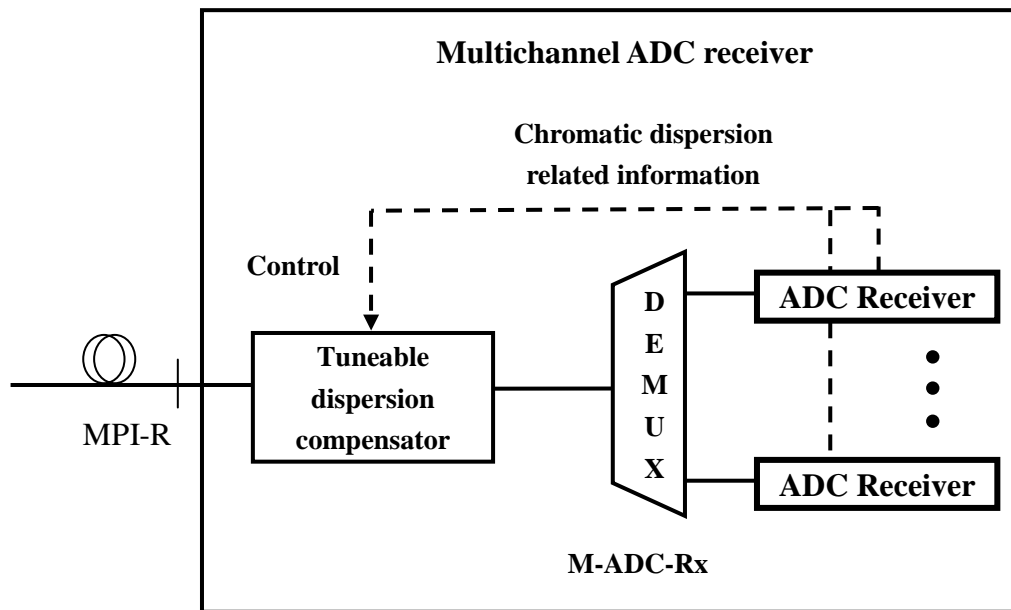 Multichannel ADC receiver
Chromatic dispersion
related information
Control
D
E
M
U
X
ADC Receiver
Tuneable
dispersion
compensator
MPI-R
ADC Receiver
M-ADC-Rx